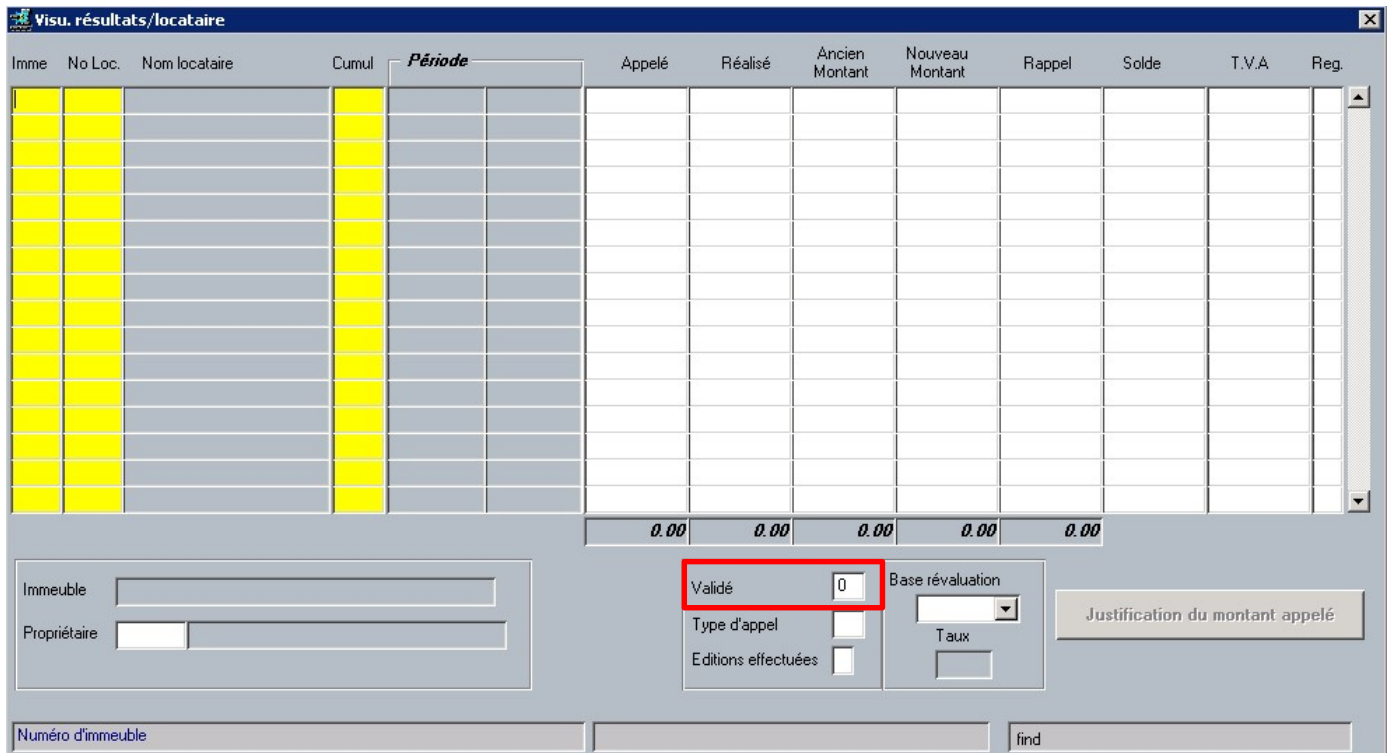 Visu. résultats/locataire
Imme No Loc. Nom locataire Cumul Période Appelé Réalisé Ancien Montant Nouveau Montant Rappel Solde T.V.A Reg.
0.00 0.00 0.00 0.00 0.00
Immeuble
Propriétaire
Validé 0
Type d'appel
Editions effectuées
Base révaluation
Taux
Justification du montant appelé
Numéro d'immeuble
find